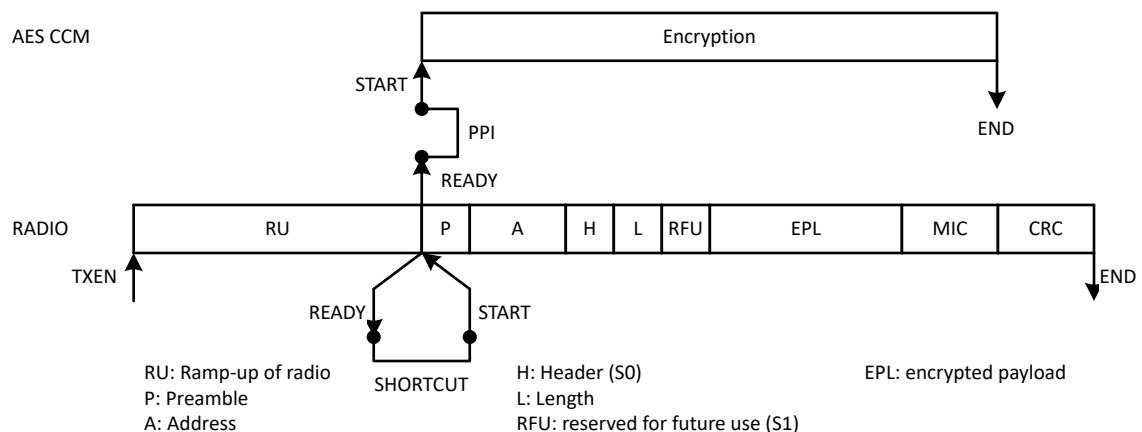 AES CCM
Encryption
START
PPI
END
READY
RADIO
RU
P
A
H
L
RFU
EPL
MIC
CRC
TXEN
END
READY
START
SHORTCUT
RU: Ramp-up of radio
P: Preamble
A: Address
H: Header (S0)
L: Length
RFU: reserved for future use (S1)
EPL: encrypted payload